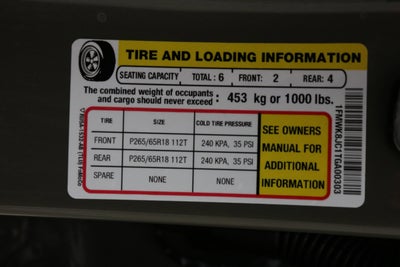 TIRE AND LOADING INFORMATION
SEATING CAPACITY TOTAL: 6 FRONT: 2 REAR: 4
The combined weight of occupants
and cargo should never exceed : 453 kg or 1000 lbs.
TIRE SIZE COLD TIRE PRESSURE
FRONT P265/65R18 112T 240 KPA, 35 PSI
REAR P265/65R18 112T 240 KPA, 35 PSI
SPARE NONE NONE
SEE OWNERS
MANUAL FOR
ADDITIONAL
INFORMATION